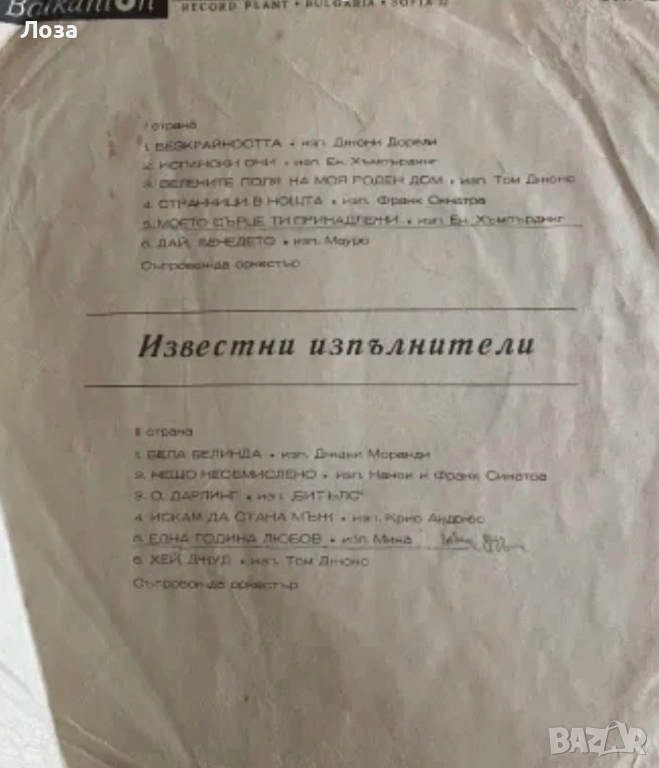 Лоза
Balkanton
RECORD PLANT • BULGARIA • SOFIA
I страна
1. БЕЗКРАЙНОСТТА • изп. Джони Дорели
2. ИСПАНСКИ ОЧИ • изп. Ен. Хъмпърдинг
3. ЗЕЛЕНИТЕ ПОЛЯ НА МОЯ РОДЕН ДОМ • изп. Том Джонс
4. СТРАННИЦИ В НОЩТА • изп. Франк Синатра
5. МОЕТО СЪРЦЕ ТИ ПРИНАДЛЕЖИ • изп. Ен. Хъмпърдинг
6. ДАЙ, БЕНЕДЕТО • изп. Мауро
Съпровожда оркестър
Известни изпълнители
II страна
1. БЕЛА БЕЛИНДА • изп. Джани Моранди
2. НЕЩО НЕОСМИСЛЕНО • изп. Нанси и Франк Синатра
3. О, ДАРЛИНГ • изп. „БИТЪЛС"
4. ИСКАМ ДА СТАНА МЪЖ • изп. Крис Андрюс
5. ЕДНА ГОДИНА ЛЮБОВ • изп. Мина
6. ХЕЙ, ДЖУД • изп. Том Джонс
Съпровожда оркестър
BAZAR